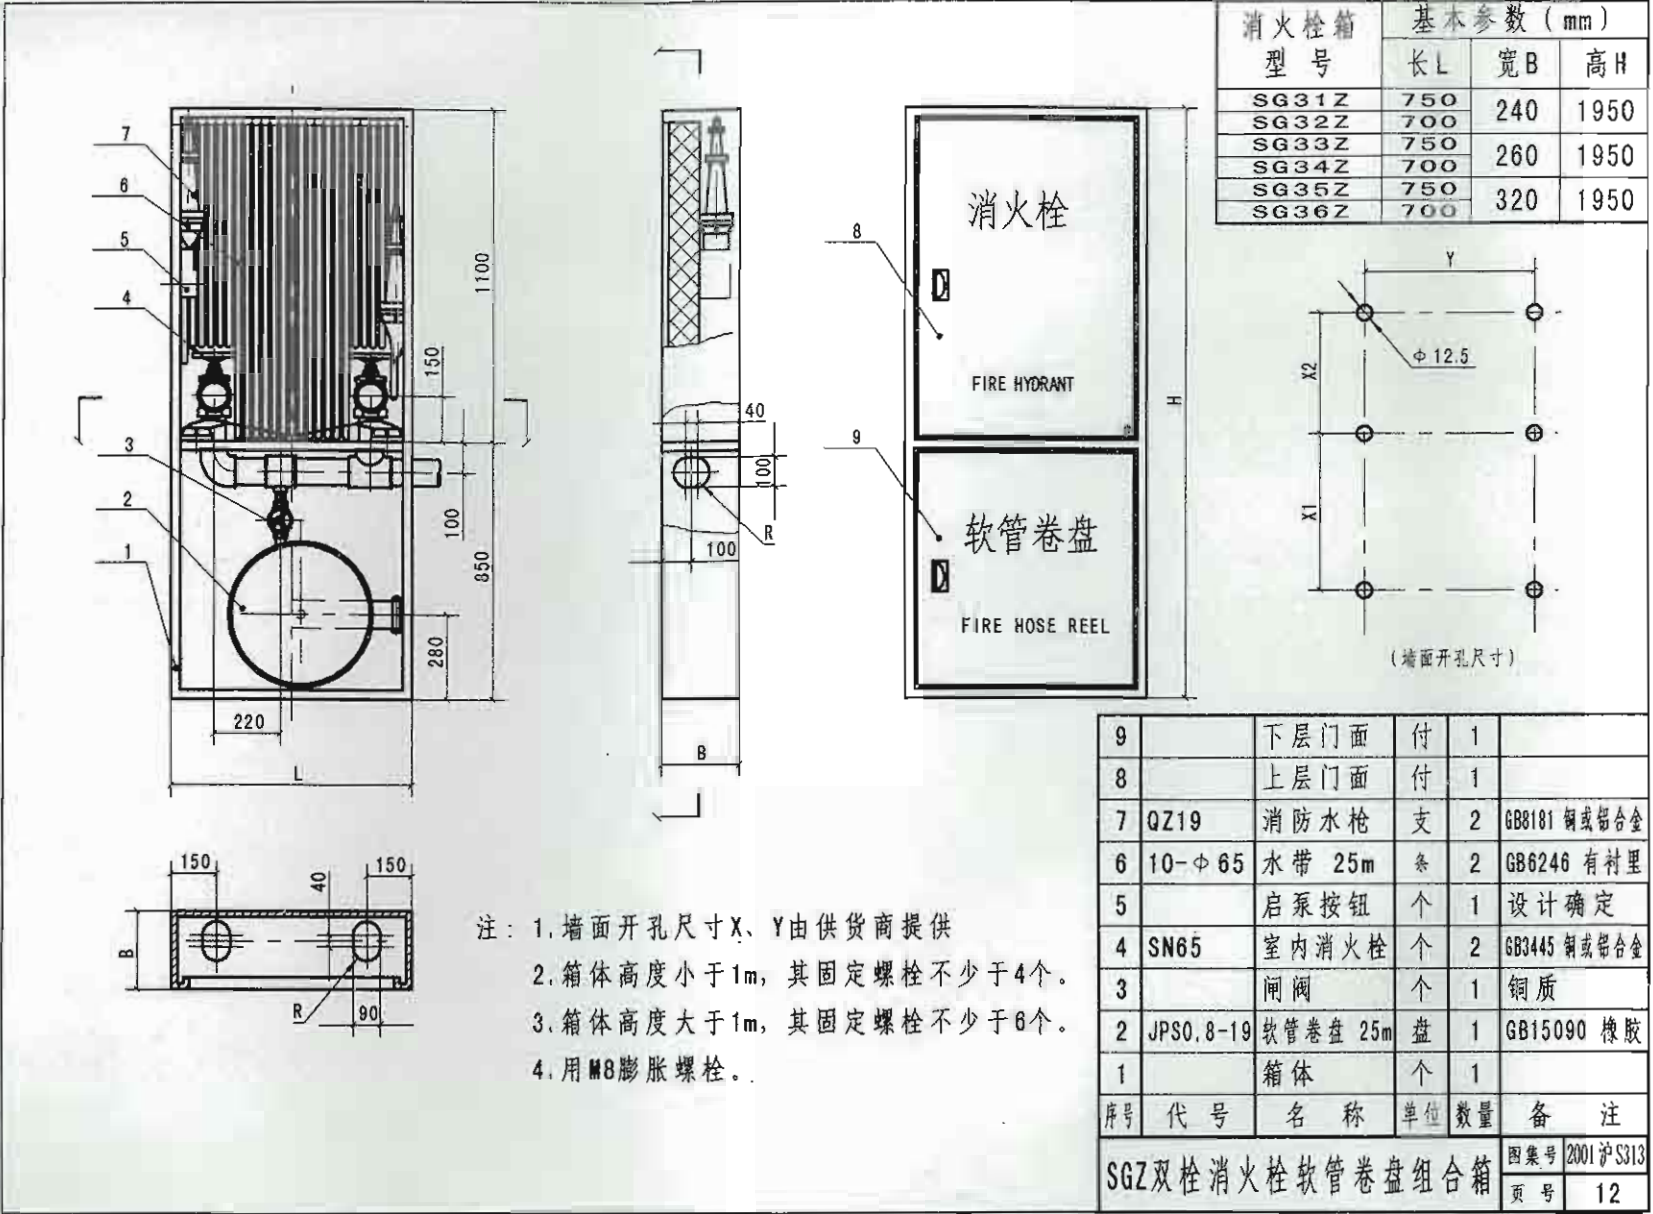 消火栓箱 型号 基本参数(mm)
长L 宽B 高H
SG31Z 750 240 1950
SG32Z 700
SG33Z 750 260 1950
SG34Z 700
SG35Z 750 320 1950
SG36Z 700
7
6
5
4
3
2
1
1100
150
100
850
280
220
L
40
100
R
100
B
8
消火栓
FIRE HYDRANT
9
软管卷盘
FIRE HOSE REEL
H
Y
Φ12.5
X2
X1
(墙面开孔尺寸)
150
40
150
B
R
90
注: 1.墙面开孔尺寸X、Y由供货商提供
2.箱体高度小于1m, 其固定螺栓不少于4个。
3.箱体高度大于1m, 其固定螺栓不少于6个。
4.用M8膨胀螺栓。
9 下层门面 付 1
8 上层门面 付 1
7 QZ19 消防水枪 支 2 GB8181 铜或铝合金
6 10-Φ65 水带 25m 条 2 GB6246 有衬里
5 启泵按钮 个 1 设计确定
4 SN65 室内消火栓 个 2 GB3445 铜或铝合金
3 闸阀 个 1 铜质
2 JPS0.8-19 软管卷盘 25m 盘 1 GB15090 橡胶
1 箱体 个 1
序号 代号 名称 单位 数量 备注
SGZ双栓消火栓软管卷盘组合箱 图集号 2001沪S313
页号 12